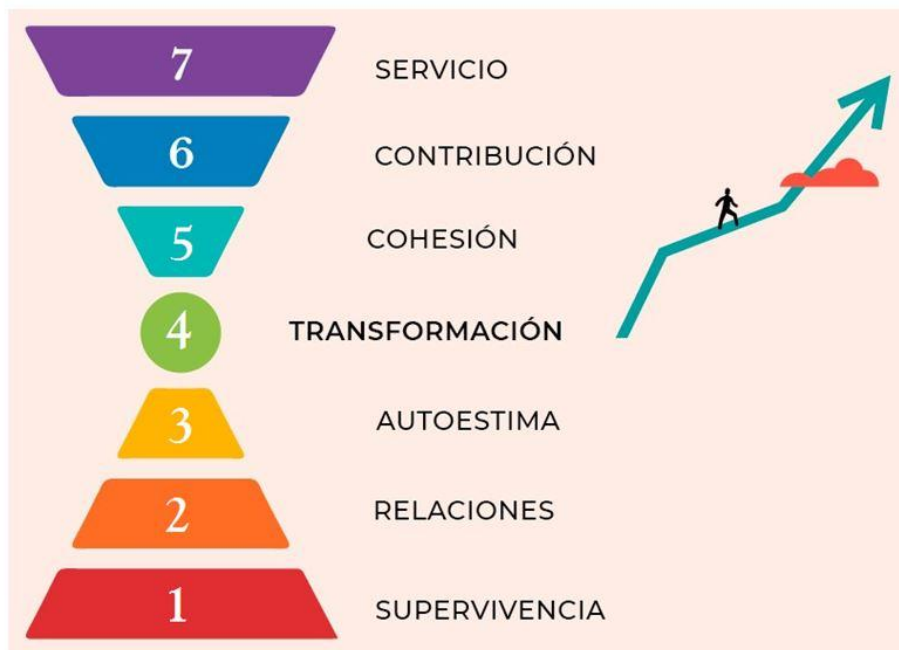 7 SERVICIO
6 CONTRIBUCIÓN
5 COHESIÓN
4 TRANSFORMACIÓN
3 AUTOESTIMA
2 RELACIONES
1 SUPERVIVENCIA